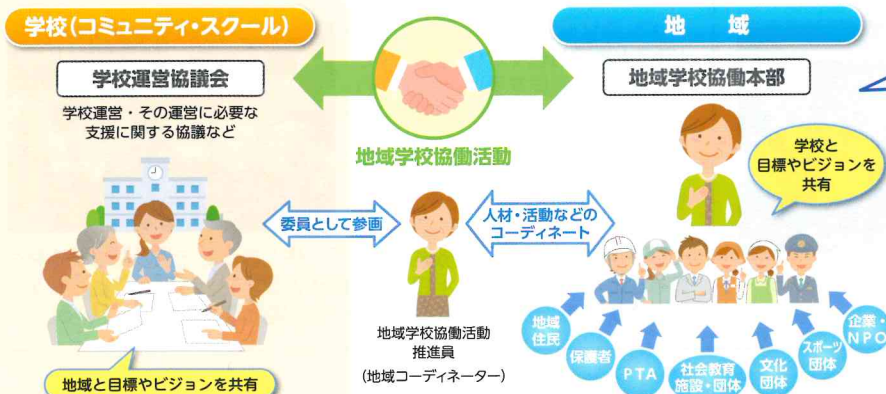 学校(コミュニティ・スクール)
学校運営協議会
学校運営・その運営に必要な
支援に関する協議など
地域と目標やビジョンを共有
地域学校協働活動
委員として参画
人材・活動などの
コーディネート
地域学校協働活動
推進員
(地域コーディネーター)
地域
地域学校協働本部
学校と
目標やビジョンを
共有
地域
住民
保護者
PTA
社会教育
施設・団体
文化
団体
スポーツ
団体
企業・
NPO